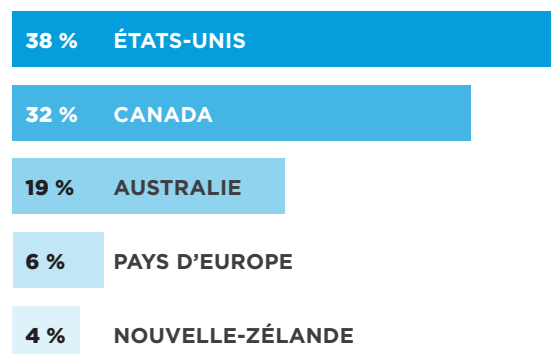 38 % ÉTATS-UNIS
32 % CANADA
19 % AUSTRALIE
6 % PAYS D’EUROPE
4 % NOUVELLE-ZÉLANDE